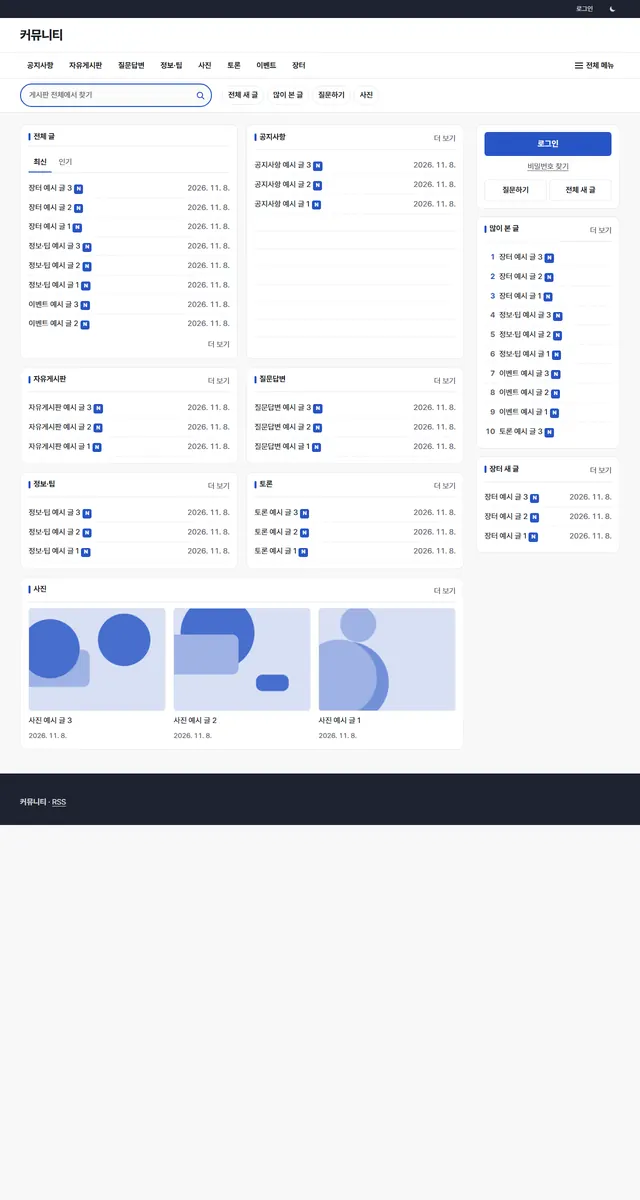 로그인
커뮤니티
공지사항 자유게시판 질문답변 정보·팁 사진 토론 이벤트 장터 전체 메뉴
게시판 전체에서 찾기 전체 새 글 많이 본 글 질문하기 사진
전체 글
최신 인기
장터 예시 글 3 N 2026. 11. 8.
장터 예시 글 2 N 2026. 11. 8.
장터 예시 글 1 N 2026. 11. 8.
정보·팁 예시 글 3 N 2026. 11. 8.
정보·팁 예시 글 2 N 2026. 11. 8.
정보·팁 예시 글 1 N 2026. 11. 8.
이벤트 예시 글 3 N 2026. 11. 8.
이벤트 예시 글 2 N 2026. 11. 8.
더 보기
공지사항 더 보기
공지사항 예시 글 3 N 2026. 11. 8.
공지사항 예시 글 2 N 2026. 11. 8.
공지사항 예시 글 1 N 2026. 11. 8.
자유게시판 더 보기
자유게시판 예시 글 3 N 2026. 11. 8.
자유게시판 예시 글 2 N 2026. 11. 8.
자유게시판 예시 글 1 N 2026. 11. 8.
질문답변 더 보기
질문답변 예시 글 3 N 2026. 11. 8.
질문답변 예시 글 2 N 2026. 11. 8.
질문답변 예시 글 1 N 2026. 11. 8.
정보·팁 더 보기
정보·팁 예시 글 3 N 2026. 11. 8.
정보·팁 예시 글 2 N 2026. 11. 8.
정보·팁 예시 글 1 N 2026. 11. 8.
토론 더 보기
토론 예시 글 3 N 2026. 11. 8.
토론 예시 글 2 N 2026. 11. 8.
토론 예시 글 1 N 2026. 11. 8.
사진 더 보기
사진 예시 글 3 사진 예시 글 2 사진 예시 글 1
2026. 11. 8. 2026. 11. 8. 2026. 11. 8.
로그인
비밀번호 찾기
질문하기 전체 새 글
많이 본 글 더 보기
1 장터 예시 글 3 N
2 장터 예시 글 2 N
3 장터 예시 글 1 N
4 정보·팁 예시 글 3 N
5 정보·팁 예시 글 2 N
6 정보·팁 예시 글 1 N
7 이벤트 예시 글 3 N
8 이벤트 예시 글 2 N
9 이벤트 예시 글 1 N
10 토론 예시 글 3 N
장터 새 글 더 보기
장터 예시 글 3 N 2026. 11. 8.
장터 예시 글 2 N 2026. 11. 8.
장터 예시 글 1 N 2026. 11. 8.
커뮤니티 · RSS